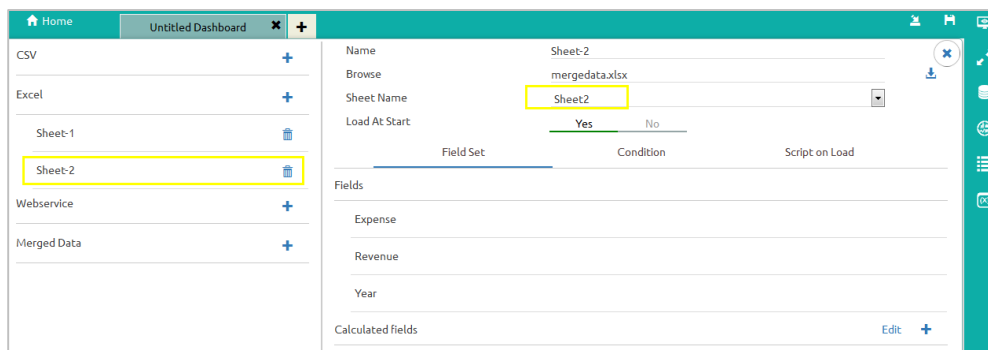 Home
Untitled Dashboard
CSV
Excel
Sheet-1
Sheet-2
Webservice
Merged Data
Name Sheet-2
Browse mergedata.xlsx
Sheet Name Sheet2
Load At Start Yes No
Field Set Condition Script on Load
Fields
Expense
Revenue
Year
Calculated fields Edit